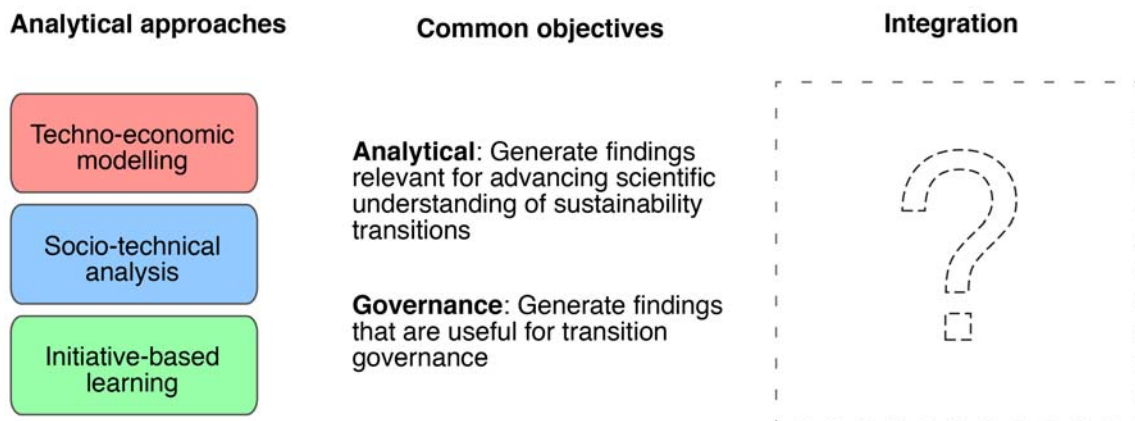 Analytical approaches
Common objectives
Integration
Techno-economic
modelling
Socio-technical
analysis
Initiative-based
learning
Analytical: Generate findings
relevant for advancing scientific
understanding of sustainability
transitions
Governance: Generate findings
that are useful for transition
governance
?